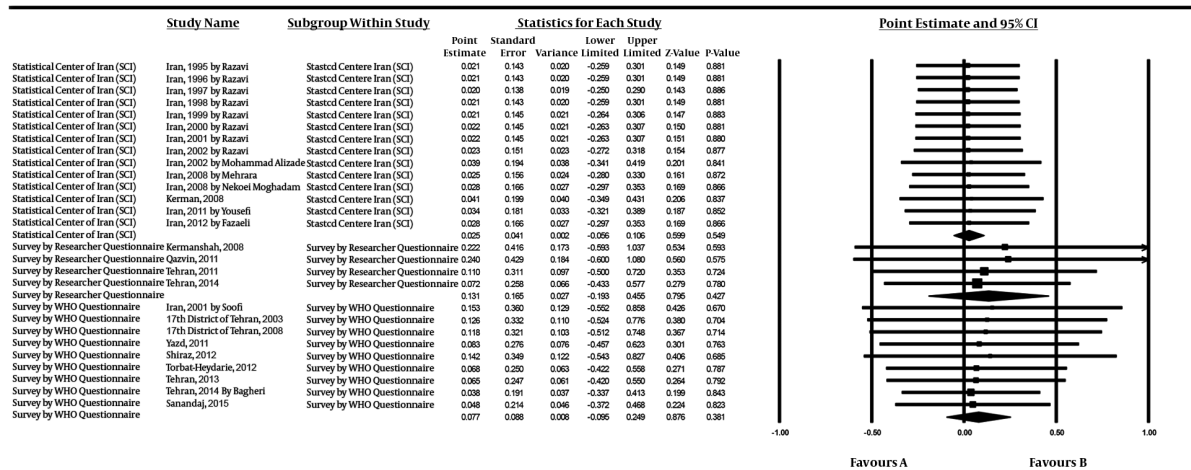 Study Name Subgroup Within Study Statistics for Each Study Point Estimate and 95% CI
Point Standard Lower Upper
Estimate Error Variance Limited Limited Z-Value P-Value
Statistical Center of Iran (SCI) Iran, 1995 by Razavi Stastcd Centere Iran (SCI) 0.021 0.143 0.020 -0.259 0.301 0.149 0.881
Statistical Center of Iran (SCI) Iran, 1996 by Razavi Stastcd Centere Iran (SCI) 0.021 0.143 0.020 -0.259 0.301 0.149 0.881
Statistical Center of Iran (SCI) Iran, 1997 by Razavi Stastcd Centere Iran (SCI) 0.020 0.138 0.019 -0.250 0.290 0.143 0.886
Statistical Center of Iran (SCI) Iran, 1998 by Razavi Stastcd Centere Iran (SCI) 0.021 0.143 0.020 -0.259 0.301 0.149 0.881
Statistical Center of Iran (SCI) Iran, 1999 by Razavi Stastcd Centere Iran (SCI) 0.021 0.145 0.021 -0.264 0.306 0.147 0.883
Statistical Center of Iran (SCI) Iran, 2000 by Razavi Stastcd Centere Iran (SCI) 0.022 0.145 0.021 -0.263 0.307 0.150 0.881
Statistical Center of Iran (SCI) Iran, 2001 by Razavi Stastcd Centere Iran (SCI) 0.022 0.145 0.021 -0.263 0.307 0.151 0.880
Statistical Center of Iran (SCI) Iran, 2002 by Razavi Stastcd Centere Iran (SCI) 0.023 0.151 0.023 -0.272 0.318 0.154 0.877
Statistical Center of Iran (SCI) Iran, 2002 by Mohammad Alizade Stastcd Centere Iran (SCI) 0.039 0.194 0.038 -0.341 0.419 0.201 0.841
Statistical Center of Iran (SCI) Iran, 2008 by Mehrara Stastcd Centere Iran (SCI) 0.025 0.156 0.024 -0.280 0.330 0.161 0.872
Statistical Center of Iran (SCI) Iran, 2008 by Nekoei Moghadam Stastcd Centere Iran (SCI) 0.028 0.166 0.027 -0.297 0.353 0.169 0.866
Statistical Center of Iran (SCI) Kerman, 2008 Stastcd Centere Iran (SCI) 0.041 0.199 0.040 -0.349 0.431 0.206 0.837
Statistical Center of Iran (SCI) Iran, 2011 by Yousefi Stastcd Centere Iran (SCI) 0.034 0.181 0.033 -0.321 0.389 0.187 0.852
Statistical Center of Iran (SCI) Iran, 2012 by Fazaeli Stastcd Centere Iran (SCI) 0.028 0.166 0.027 -0.297 0.353 0.169 0.866
Statistical Center of Iran (SCI) 0.025 0.041 0.002 -0.056 0.106 0.599 0.549
Survey by Researcher Questionnaire Kermanshah, 2008 Survey by Researcher Questionnaire 0.222 0.416 0.173 -0.593 1.037 0.534 0.593
Survey by Researcher Questionnaire Qazvin, 2011 Survey by Researcher Questionnaire 0.240 0.429 0.184 -0.600 1.080 0.560 0.575
Survey by Researcher Questionnaire Tehran, 2011 Survey by Researcher Questionnaire 0.110 0.311 0.097 -0.500 0.720 0.353 0.724
Survey by Researcher Questionnaire Tehran, 2014 Survey by Researcher Questionnaire 0.072 0.258 0.066 -0.433 0.577 0.279 0.780
Survey by Researcher Questionnaire 0.131 0.165 0.027 -0.193 0.455 0.795 0.427
Survey by WHO Questionnaire Iran, 2001 by Soofi Survey by WHO Questionnaire 0.153 0.360 0.129 -0.552 0.858 0.426 0.670
Survey by WHO Questionnaire 17th District of Tehran, 2003 Survey by WHO Questionnaire 0.126 0.332 0.110 -0.524 0.776 0.380 0.704
Survey by WHO Questionnaire 17th District of Tehran, 2008 Survey by WHO Questionnaire 0.118 0.321 0.103 -0.512 0.748 0.367 0.714
Survey by WHO Questionnaire Yazd, 2011 Survey by WHO Questionnaire 0.083 0.276 0.076 -0.457 0.623 0.301 0.763
Survey by WHO Questionnaire Shiraz, 2012 Survey by WHO Questionnaire 0.142 0.349 0.122 -0.543 0.827 0.406 0.685
Survey by WHO Questionnaire Torbat-Heydarie, 2012 Survey by WHO Questionnaire 0.068 0.250 0.063 -0.422 0.558 0.271 0.787
Survey by WHO Questionnaire Tehran, 2013 Survey by WHO Questionnaire 0.065 0.247 0.061 -0.420 0.550 0.264 0.792
Survey by WHO Questionnaire Tehran, 2014 By Bagheri Survey by WHO Questionnaire 0.038 0.191 0.037 -0.337 0.413 0.199 0.843
Survey by WHO Questionnaire Sanandaj, 2015 Survey by WHO Questionnaire 0.048 0.214 0.046 -0.372 0.468 0.224 0.823
Survey by WHO Questionnaire 0.077 0.088 0.008 -0.095 0.249 0.876 0.381
-1.00 -0.50 0.00 0.50 1.00
Favours A Favours B